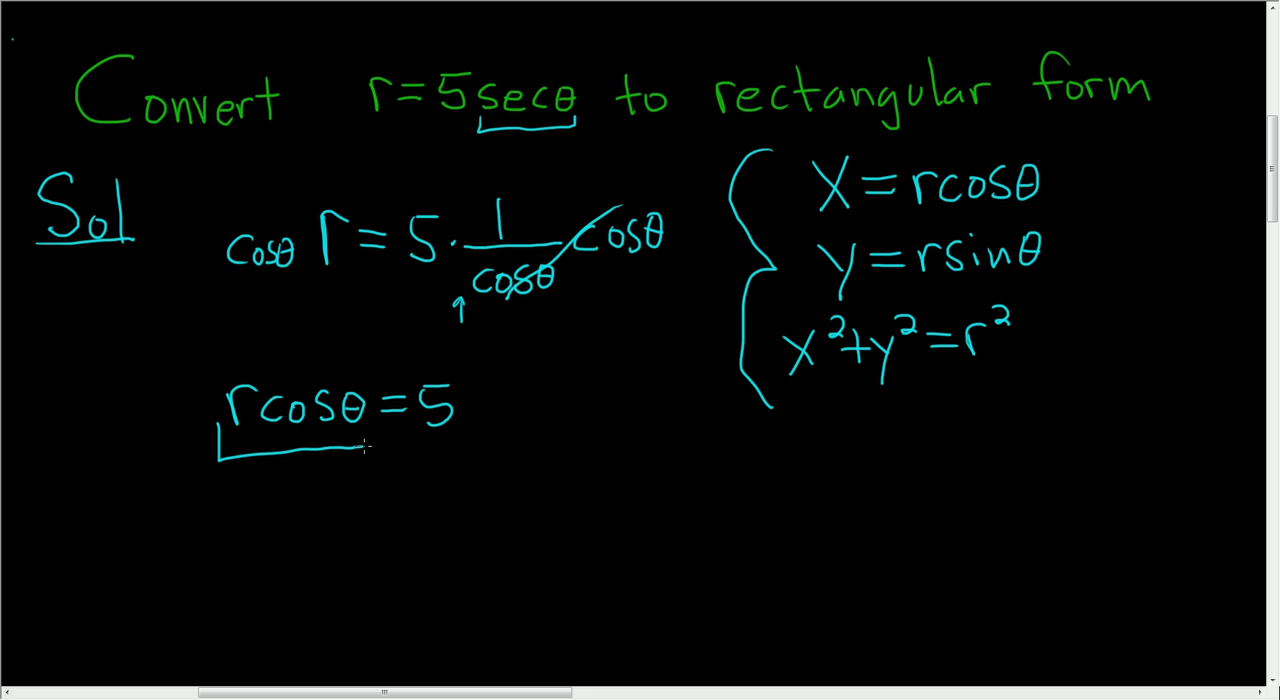 Convert r=5secθ to rectangular form
Sol
cosθ r = 5 · 1/cosθ cosθ
rcosθ = 5
X = rcosθ
y = rsinθ
x²+y² = r²